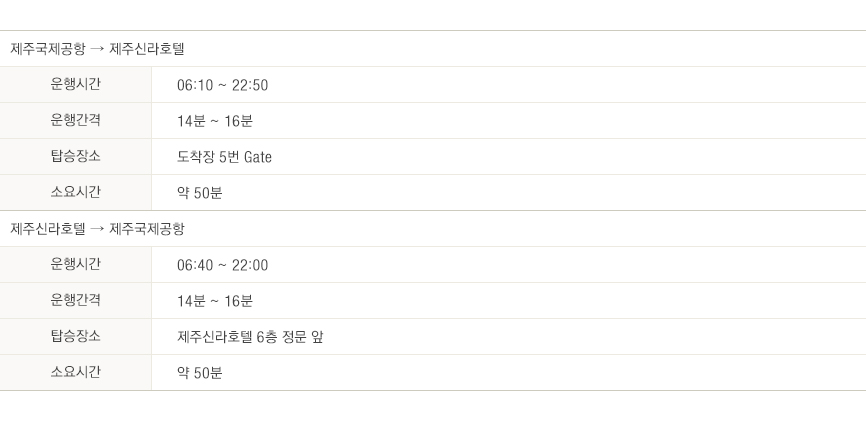 제주국제공항 → 제주신라호텔
운행시간 06:10 ~ 22:50
운행간격 14분 ~ 16분
탑승장소 도착장 5번 Gate
소요시간 약 50분
제주신라호텔 → 제주국제공항
운행시간 06:40 ~ 22:00
운행간격 14분 ~ 16분
탑승장소 제주신라호텔 6층 정문 앞
소요시간 약 50분